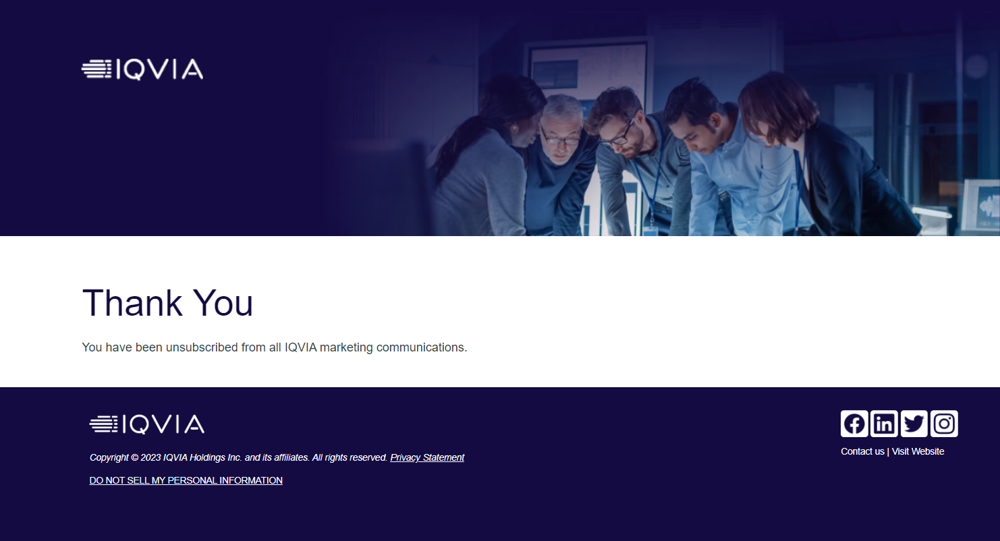 IQVIA
Thank You
You have been unsubscribed from all IQVIA marketing communications.
IQVIA
Copyright © 2023 IQVIA Holdings Inc. and its affiliates. All rights reserved. Privacy Statement
DO NOT SELL MY PERSONAL INFORMATION
Contact us | Visit Website